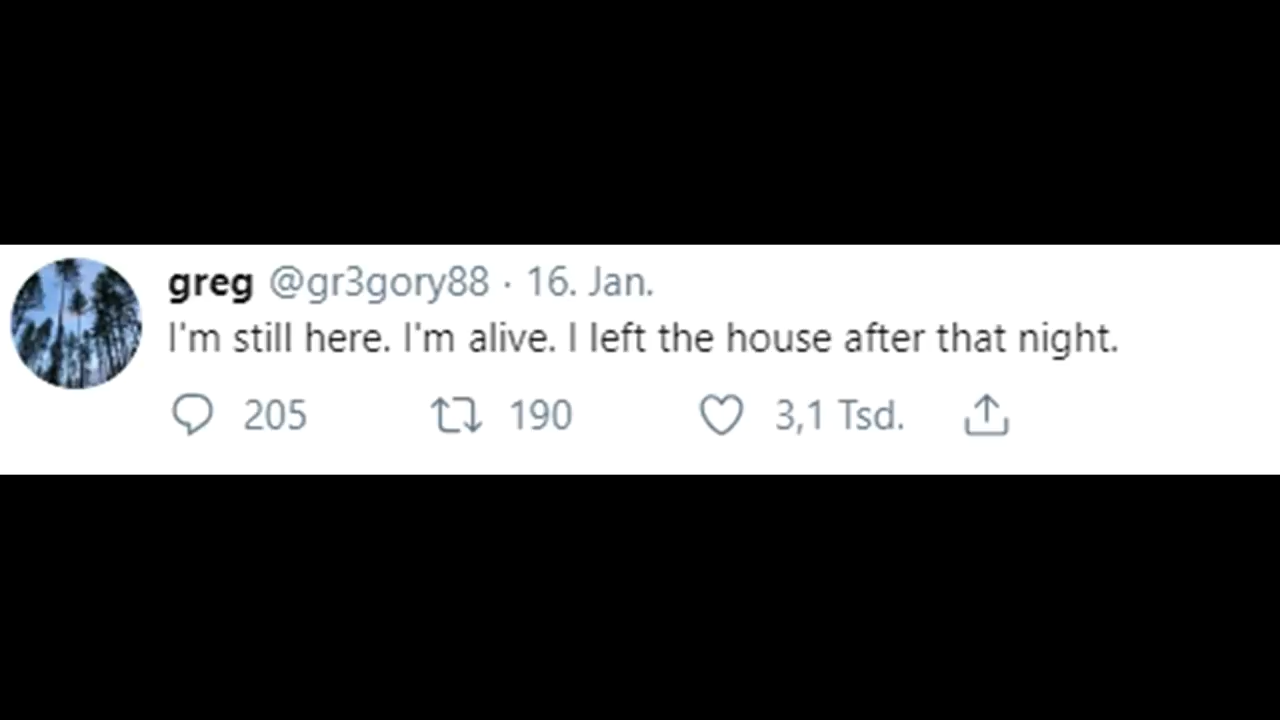 greg @gr3gory88 · 16. Jan.
I'm still here. I'm alive. I left the house after that night.
205 190 3,1 Tsd.